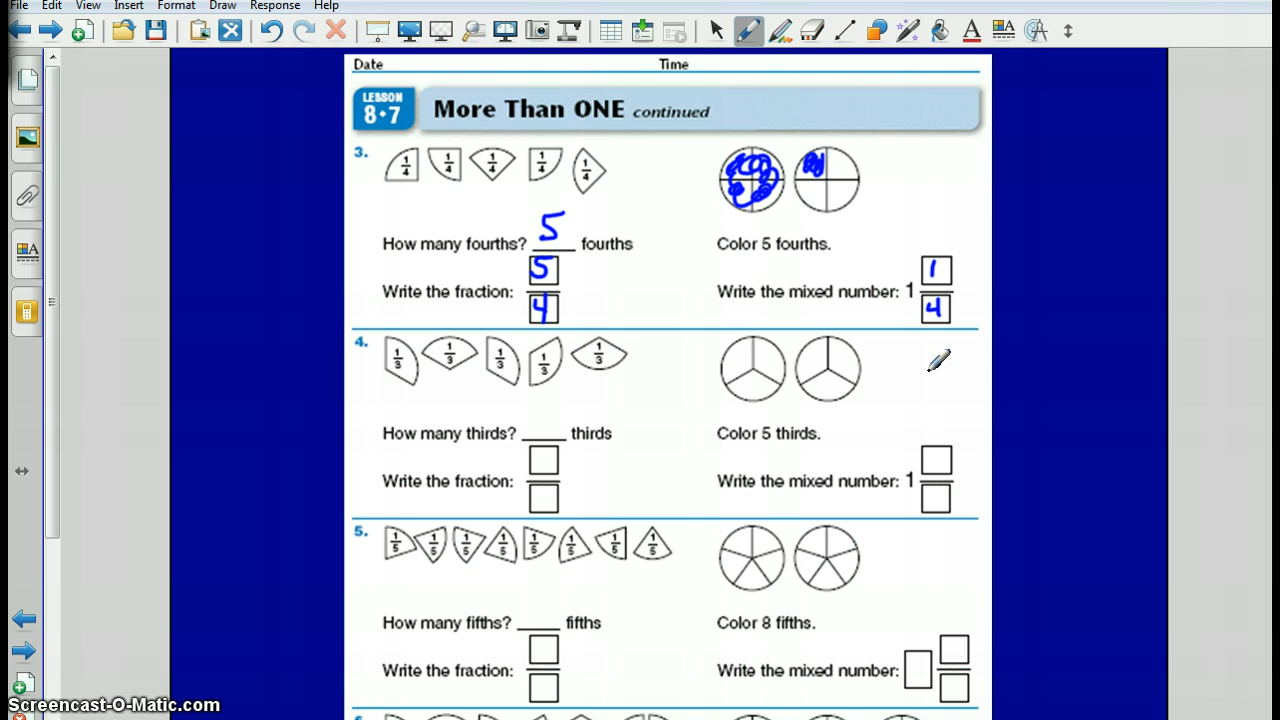 File Edit View Insert Format Draw Response Help
Date Time
LESSON
8•7
More Than ONE continued
3. 1/4 1/4 1/4 1/4 1/4
How many fourths? 5 fourths
Color 5 fourths.
Write the fraction: 5/4
Write the mixed number: 1 1/4
4. 1/3 1/3 1/3 1/3 1/3
How many thirds? ____ thirds
Color 5 thirds.
Write the fraction:
Write the mixed number: 1
5. 1/5 1/5 1/5 1/5 1/5 1/5 1/5 1/5
How many fifths? ____ fifths
Color 8 fifths.
Write the fraction:
Write the mixed number:
Screencast-O-Matic.com